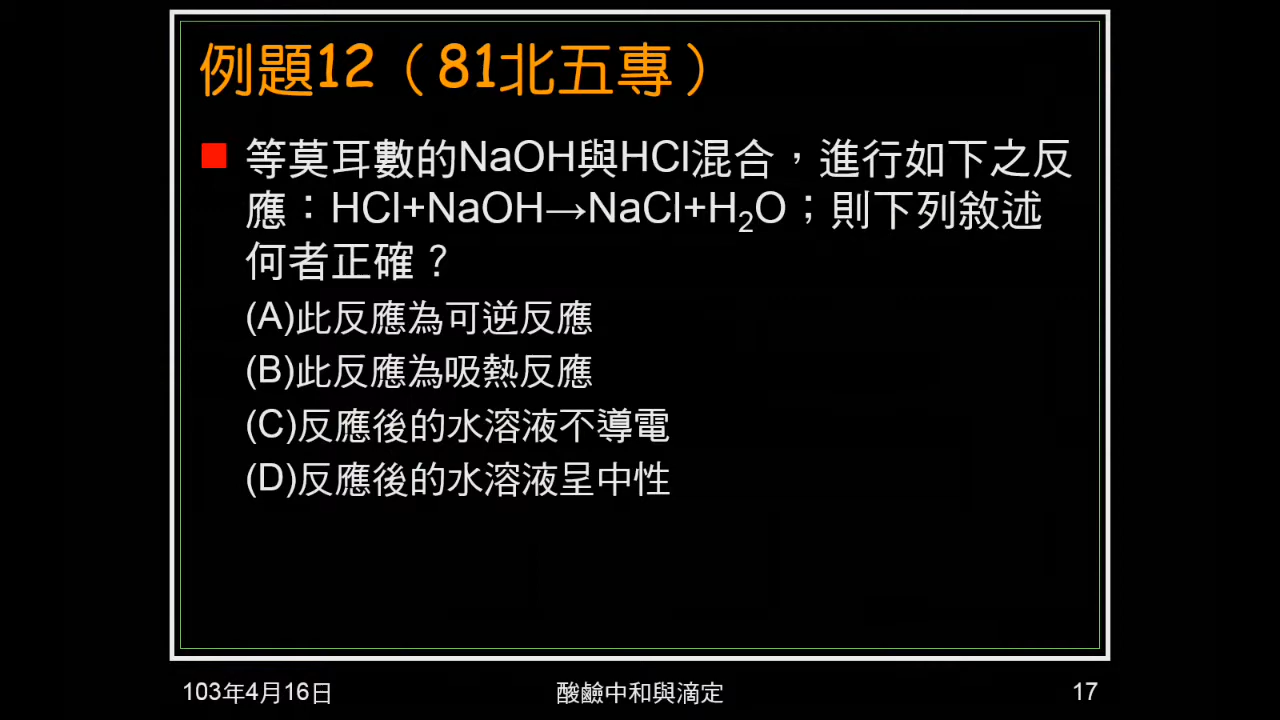 例題12（81北五專）
等莫耳數的NaOH與HCl混合，進行如下之反
應：HCl+NaOH→NaCl+H₂O；則下列敘述
何者正確？
(A)此反應為可逆反應
(B)此反應為吸熱反應
(C)反應後的水溶液不導電
(D)反應後的水溶液呈中性
103年4月16日
酸鹼中和與滴定
17